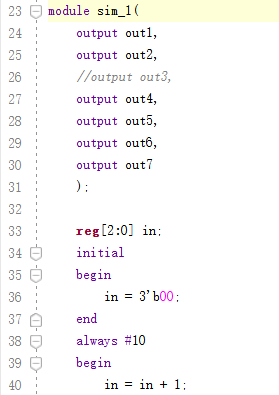 23 module sim_1(
24 output out1,
25 output out2,
26 //output out3,
27 output out4,
28 output out5,
29 output out6,
30 output out7
31 );
32
33 reg[2:0] in;
34 initial
35 begin
36 in = 3'b00;
37 end
38 always #10
39 begin
40 in = in + 1;